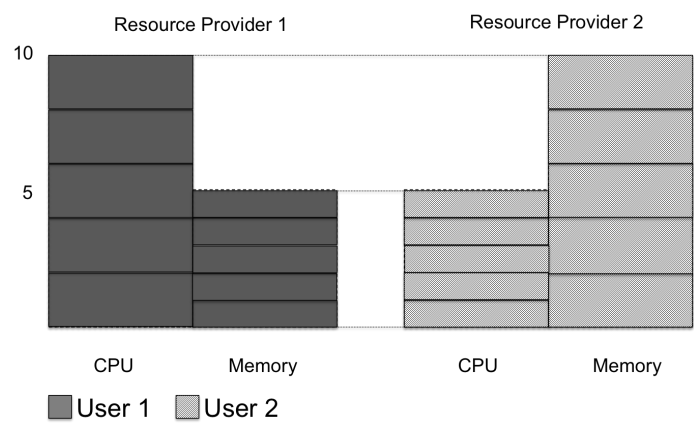 Resource Provider 1
Resource Provider 2
10
5
CPU
Memory
CPU
Memory
User 1
User 2